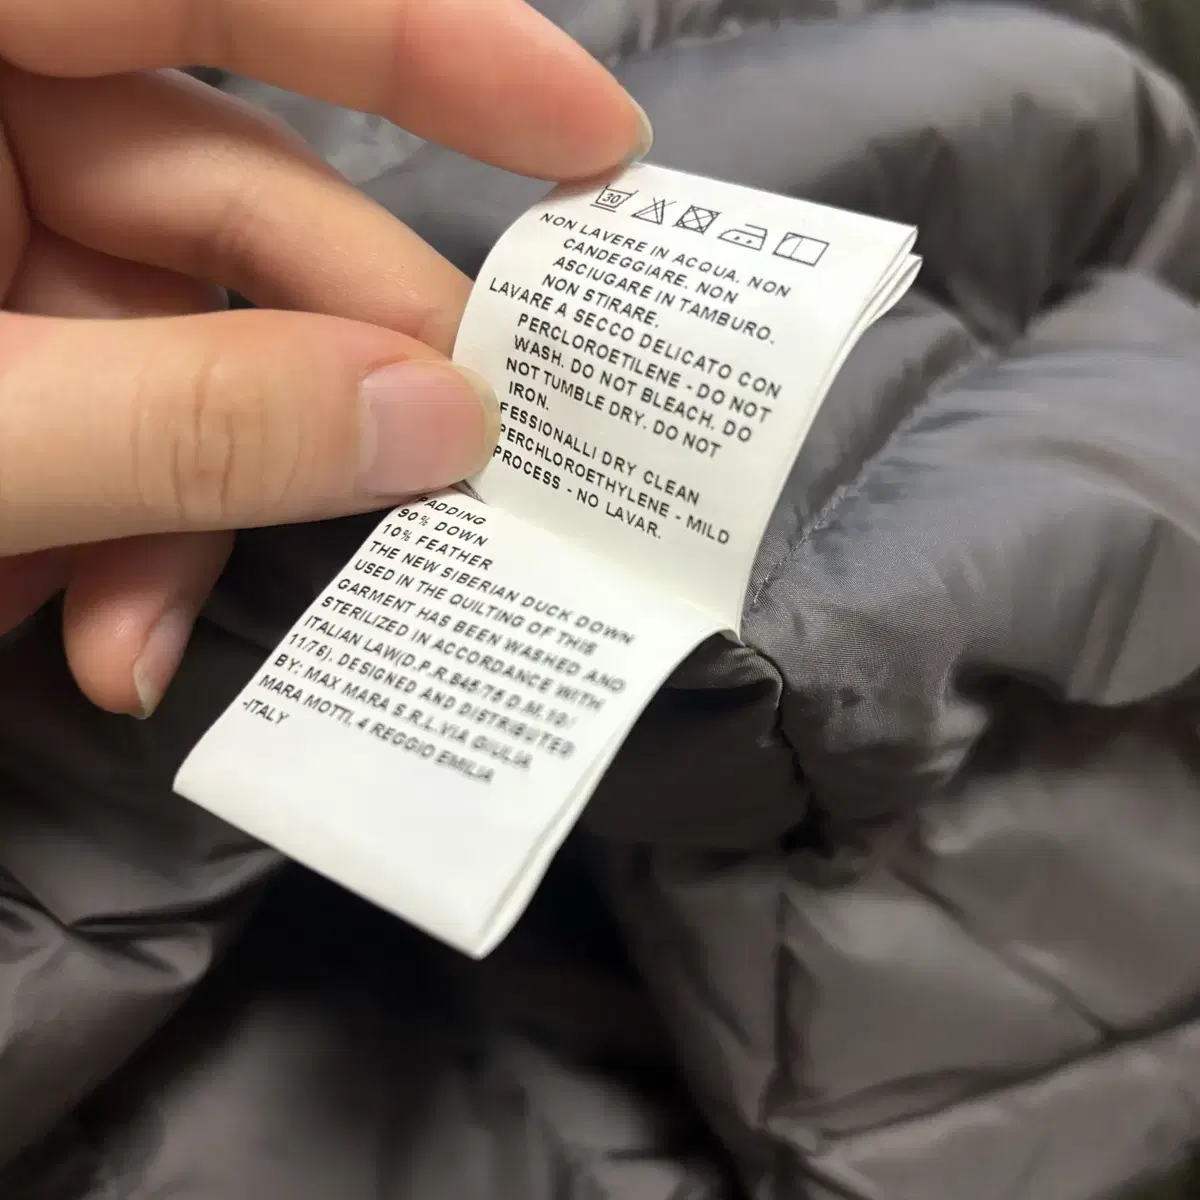 30
NON LAVERE IN ACQUA. NON
CANDEGGIARE. NON
ASCIUGARE IN TAMBURO.
NON STIRARE.
LAVARE A SECCO DELICATO CON
PERCLOROETILENE - DO NOT
WASH. DO NOT BLEACH. DO
NOT TUMBLE DRY. DO NOT
IRON.
FESSIONALLI DRY CLEAN
PERCHLOROETHYLENE - MILD
PROCESS - NO LAVAR.
PADDING
90% DOWN
10% FEATHER
THE NEW SIBERIAN DUCK DOWN
USED IN THE QUILTING OF THIS
GARMENT HAS BEEN WASHED AND
STERILIZED IN ACCORDANCE WITH
ITALIAN LAW(D.P.R.845/75 D.M.10/
11/76). DESIGNED AND DISTRIBUTED
BY: MAX MARA S.R.L.VIA GIULIA
MARA MOTTI, 4 REGGIO EMILIA
-ITALY